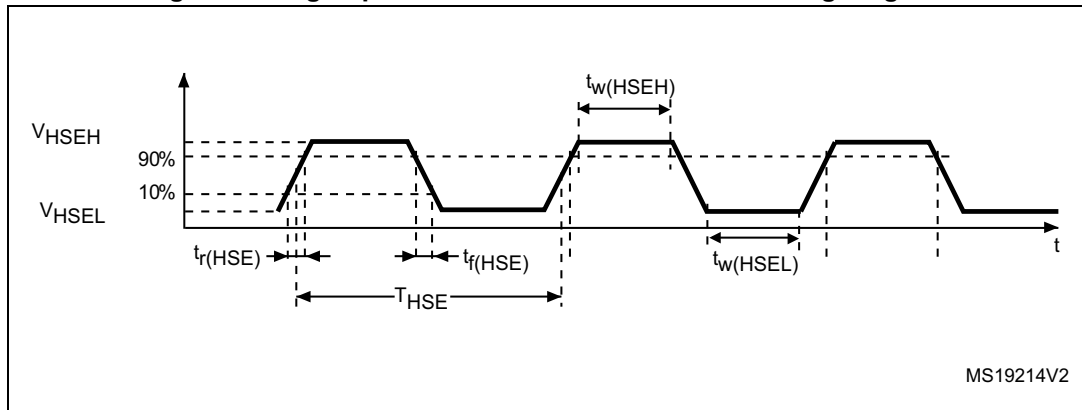 tw(HSEH)
VHSEH
90%
10%
VHSEL
t
tr(HSE)
tf(HSE)
tw(HSEL)
THSE
MS19214V2